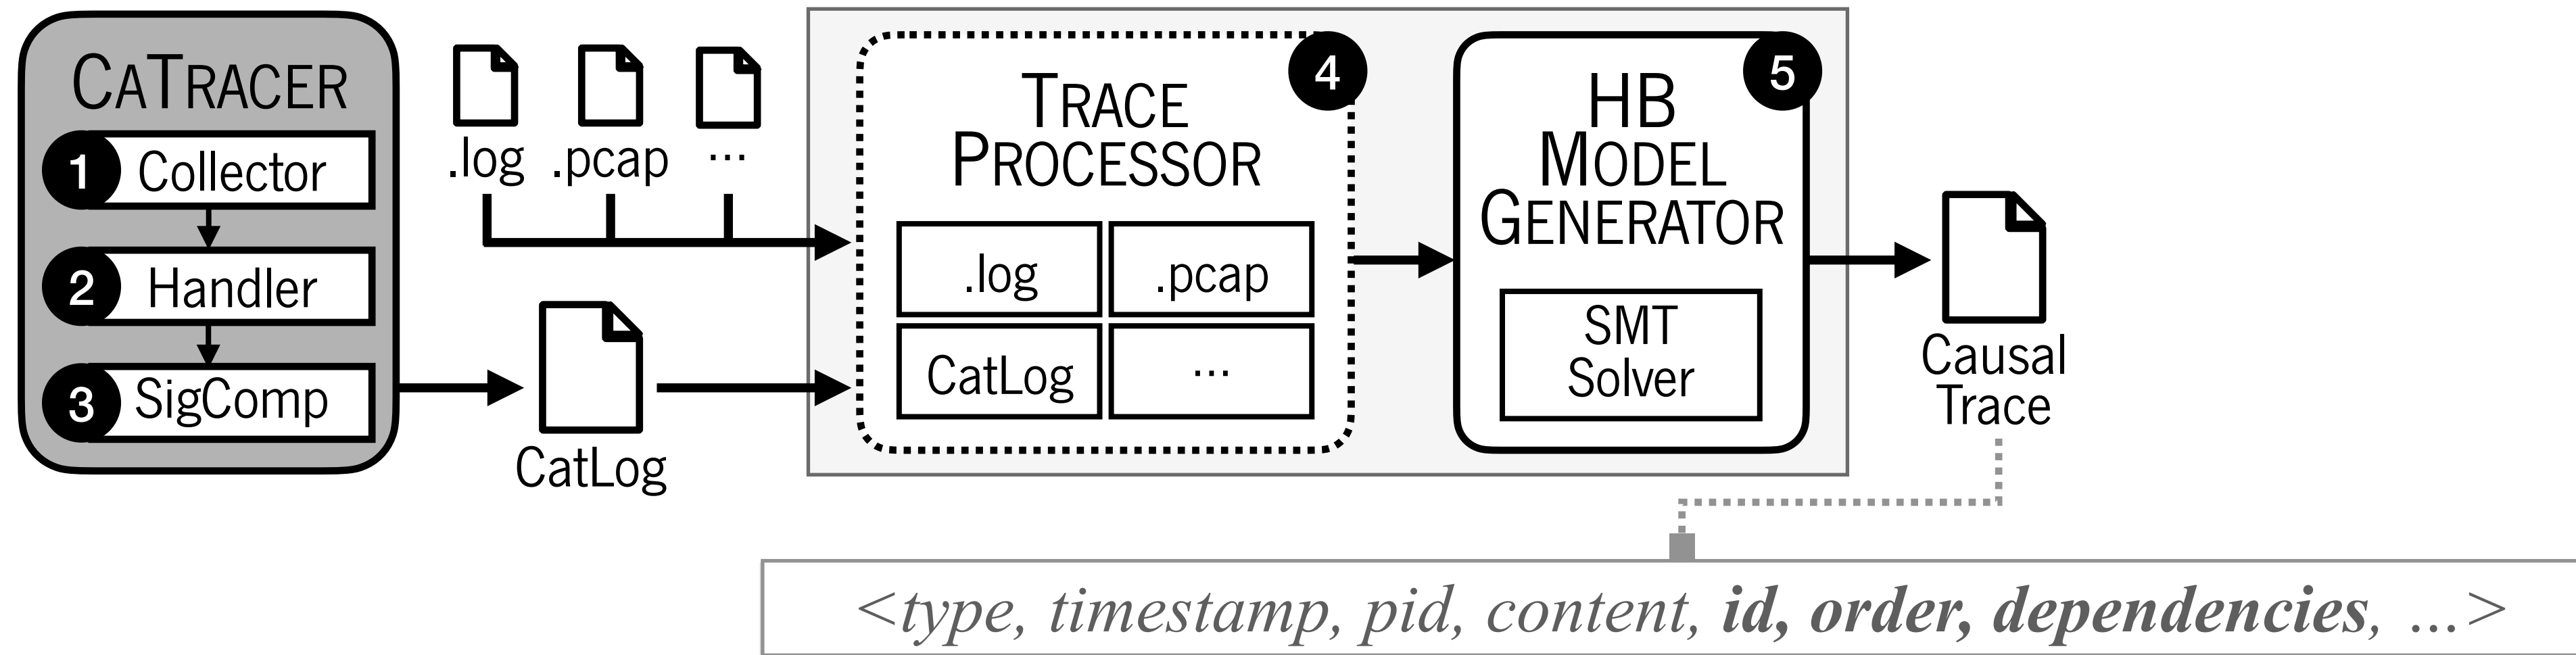 CATRACER
1 Collector
2 Handler
3 SigComp
.log .pcap ...
CatLog
4
TRACE
PROCESSOR
.log .pcap
CatLog ...
5
HB
MODEL
GENERATOR
SMT
Solver
Causal
Trace
<type, timestamp, pid, content, id, order, dependencies, ...>